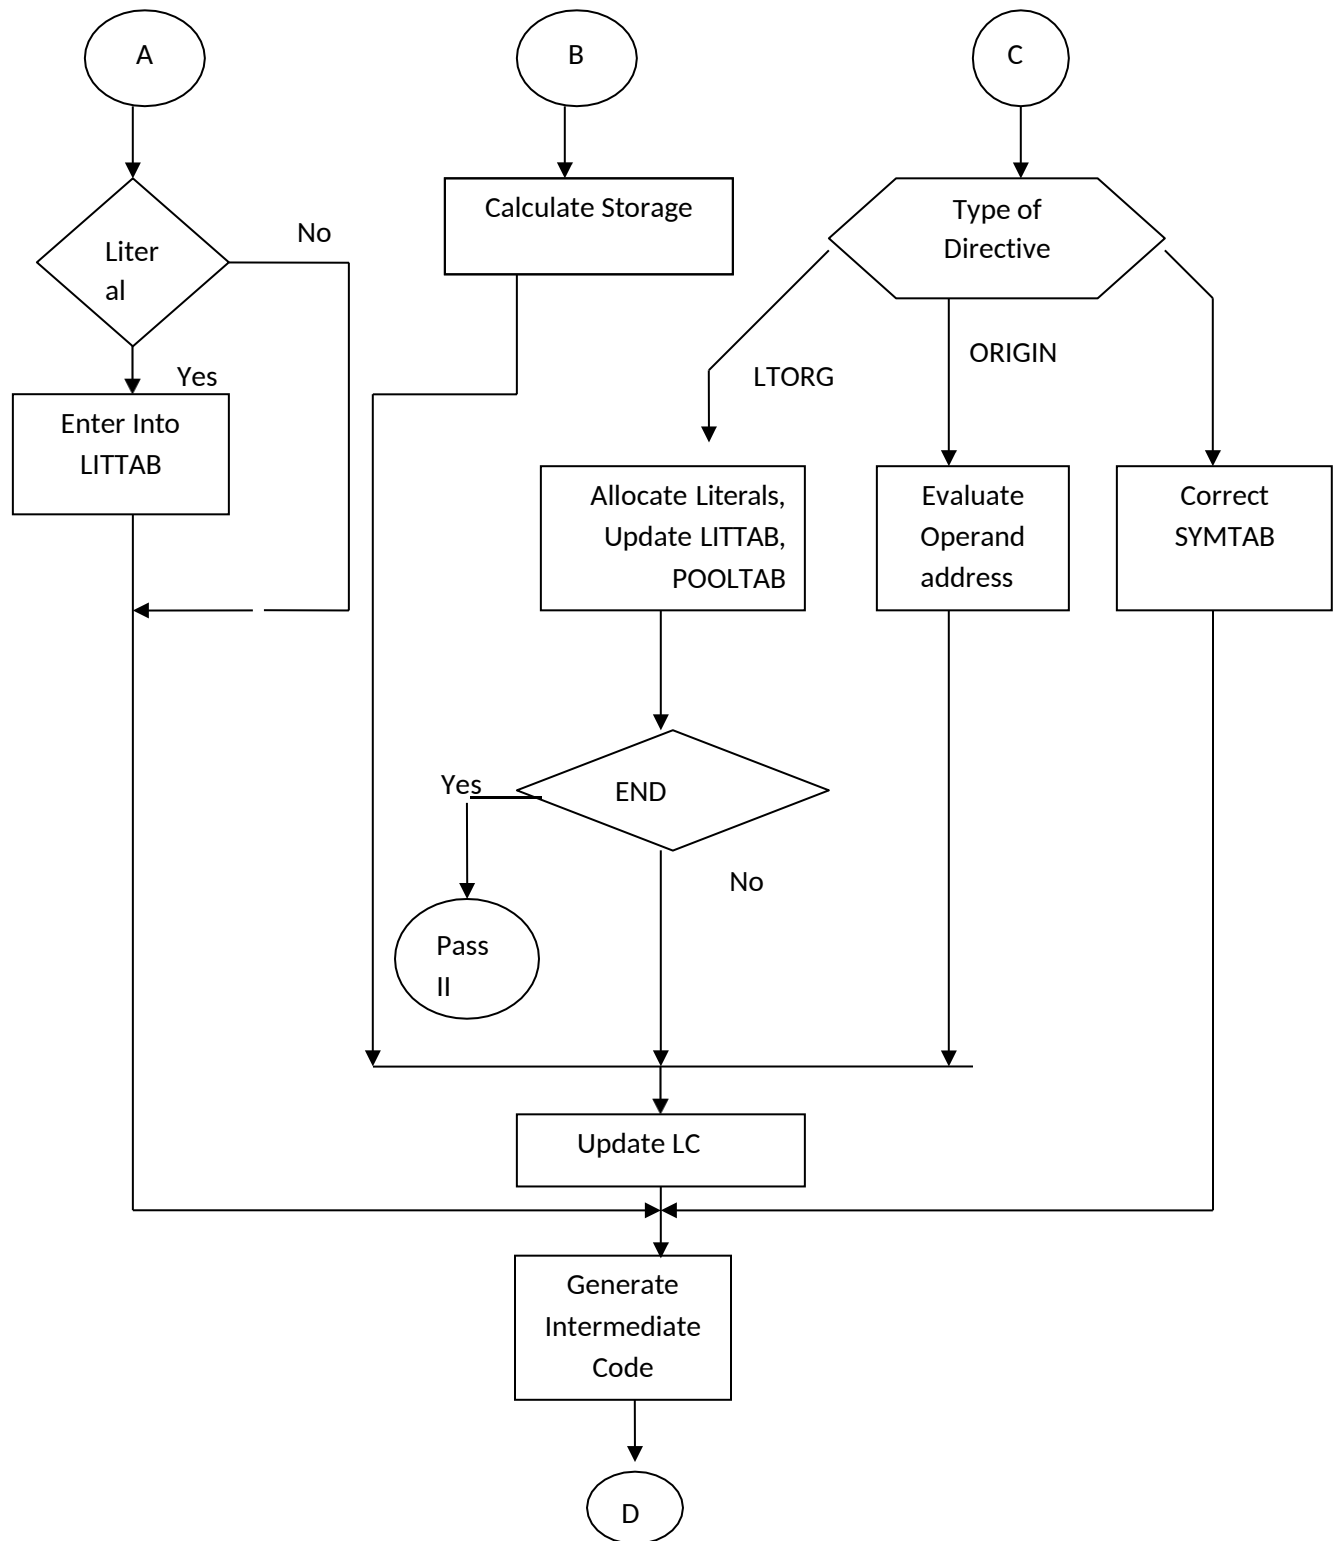 A
B
C
Liter
al
No
Yes
Enter Into
LITTAB
Calculate Storage
Type of
Directive
LTORG
ORIGIN
Allocate Literals,
Update LITTAB,
POOLTAB
Evaluate
Operand
address
Correct
SYMTAB
Yes
END
No
Pass
II
Update LC
Generate
Intermediate
Code
D